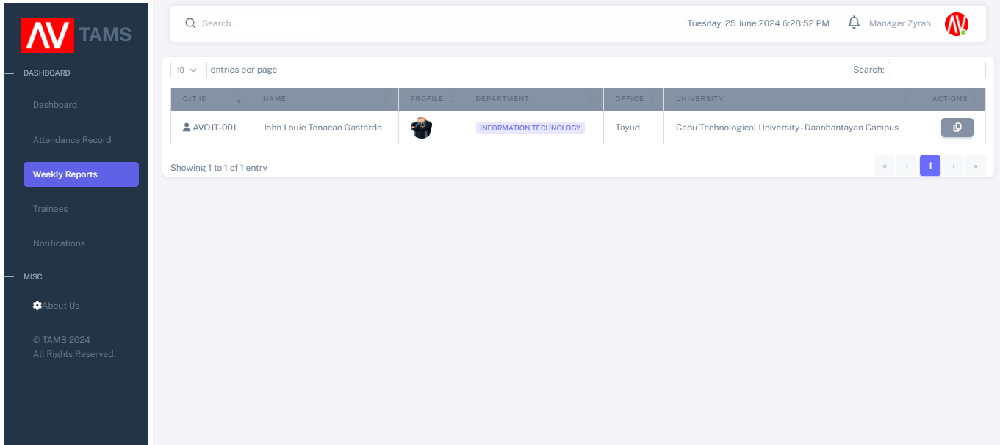 AV TAMS
DASHBOARD
Dashboard
Attendance Record
Weekly Reports
Trainees
Notifications
MISC
About Us
© TAMS 2024
All Rights Reserved.
Search...
Tuesday, 25 June 2024 6:28:52 PM
Manager Zyrah
AV
10 entries per page
Search:
OJT ID NAME PROFILE DEPARTMENT OFFICE UNIVERSITY ACTIONS
AVOJT-001 John Louie Toñacao Gastardo INFORMATION TECHNOLOGY Tayud Cebu Technological University-Daanbantayan Campus
Showing 1 to 1 of 1 entry
« ‹ 1 › »